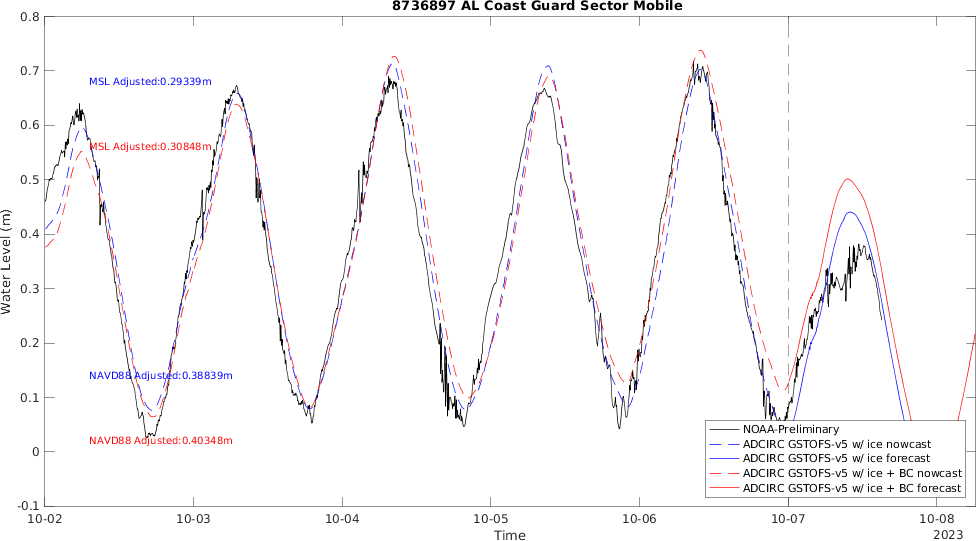 8736897 AL Coast Guard Sector Mobile
0.8
0.7
0.6
0.5
0.4
0.3
0.2
0.1
0
-0.1
Water Level (m)
MSL Adjusted:0.29339m
MSL Adjusted:0.30848m
NAVD88 Adjusted:0.38839m
NAVD88 Adjusted:0.40348m
NOAA-Preliminary
ADCIRC GSTOFS-v5 w/ ice nowcast
ADCIRC GSTOFS-v5 w/ ice forecast
ADCIRC GSTOFS-v5 w/ ice + BC nowcast
ADCIRC GSTOFS-v5 w/ ice + BC forecast
10-02 10-03 10-04 10-05 10-06 10-07 10-08
Time
2023